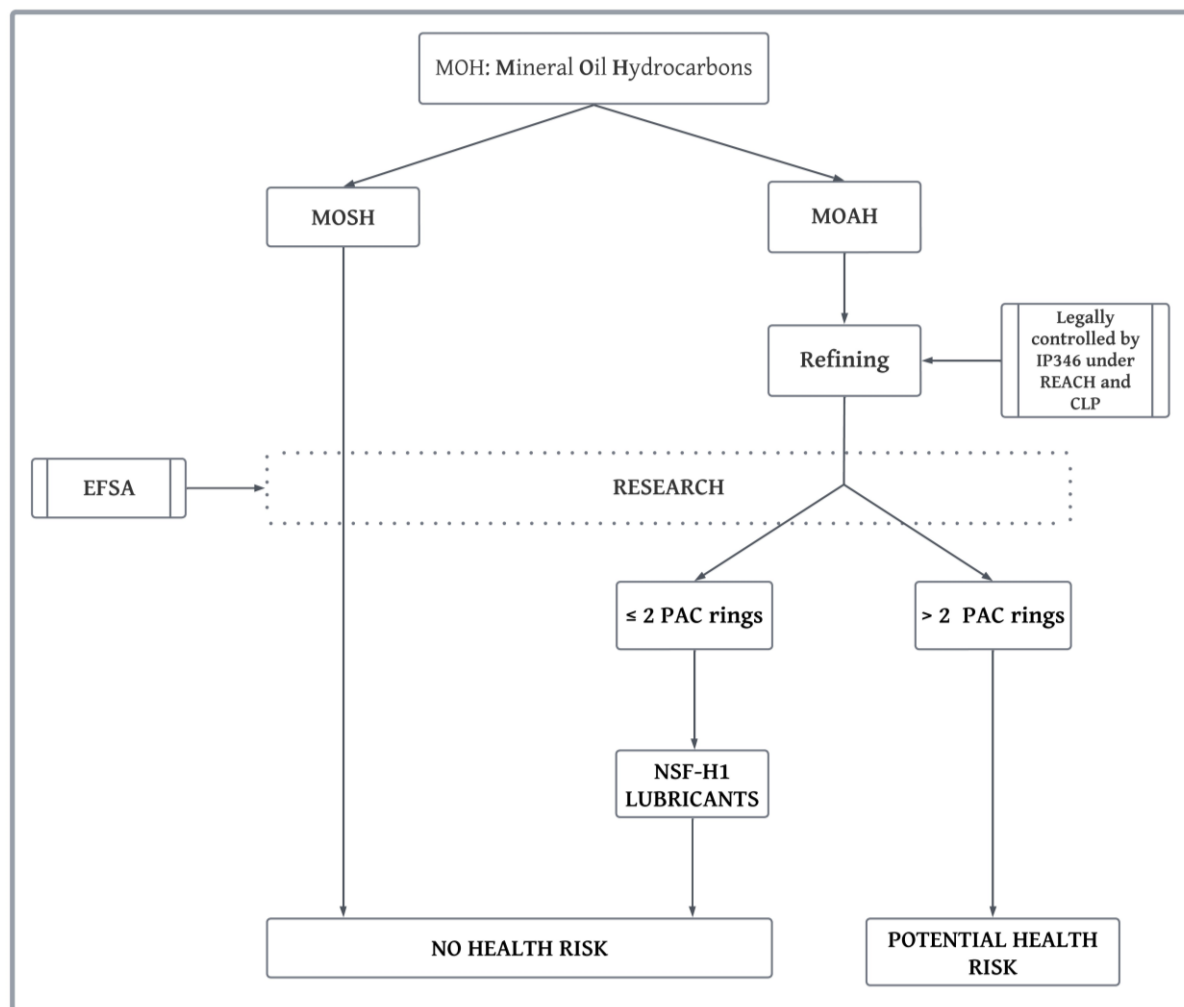 MOH: Mineral Oil Hydrocarbons
MOSH
MOAH
Refining
Legally
controlled by
IP346 under
REACH and
CLP
EFSA
RESEARCH
≤ 2 PAC rings
> 2 PAC rings
NSF-H1
LUBRICANTS
NO HEALTH RISK
POTENTIAL HEALTH
RISK